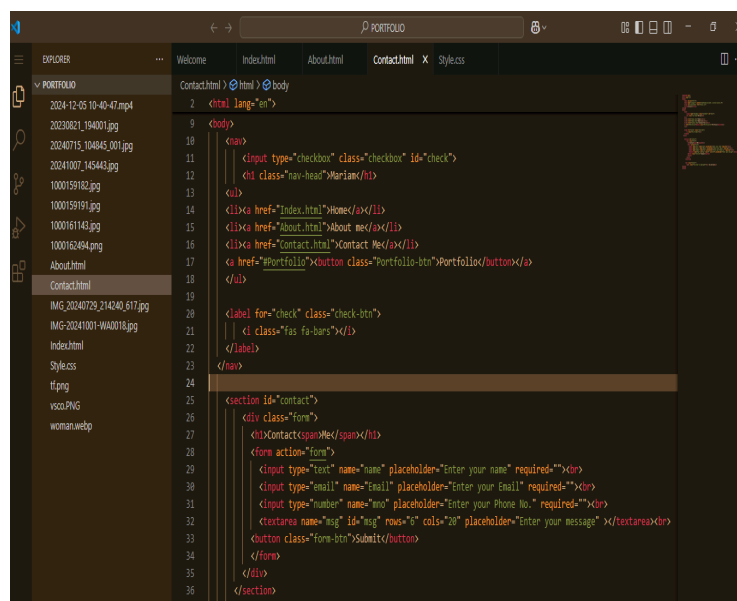 PORTFOLIO
EXPLORER
Welcome Index.html About.html Contact.html X Style.css
PORTFOLIO
2024-12-05 10-40-47.mp4
20230821_194001.jpg
20240715_104845_001.jpg
20241007_145443.jpg
1000159182.jpg
1000159191.jpg
1000161143.jpg
1000162494.png
About.html
Contact.html
IMG_20240729_214240_617.jpg
IMG-20241001-WA0018.jpg
Index.html
Style.css
tf.png
vsco.PNG
woman.webp
Contact.html > html > body
2 <html lang="en">
9 <body>
10 <nav>
11 <input type="checkbox" class="checkbox" id="check">
12 <h1 class="nav-head">Mariam</h1>
13 <ul>
14 <li><a href="Index.html">Home</a></li>
15 <li><a href="About.html">About me</a></li>
16 <li><a href="Contact.html">Contact Me</a></li>
17 <a href="#Portfolio"><button class="Portfolio-btn">Portfolio</button></a>
18 </ul>
19
20 <label for="check" class="check-btn">
21 <i class="fas fa-bars"></i>
22 </label>
23 </nav>
24
25 <section id="contact">
26 <div class="form">
27 <h1>Contact<span>Me</span></h1>
28 <form action="form">
29 <input type="text" name="name" placeholder="Enter your name" required=""><br>
30 <input type="email" name="Email" placeholder="Enter your Email" required=""><br>
31 <input type="number" name="mno" placeholder="Enter your Phone No." required=""><br>
32 <textarea name="msg" id="msg" rows="6" cols="20" placeholder="Enter your message" ></textarea><br>
33 <button class="form-btn">Submit</button>
34 </form>
35 </div>
36 </section>